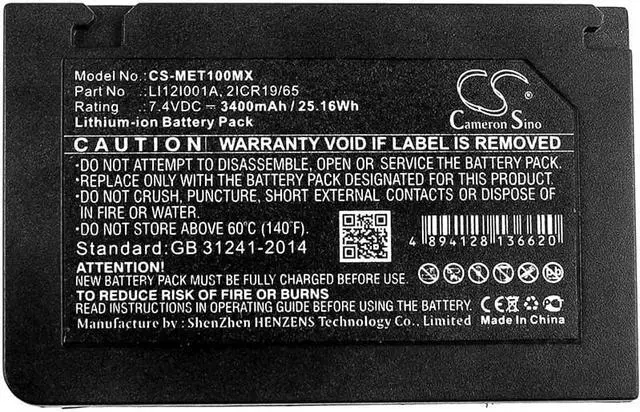 Model No.: CS-MET100MX
Part No :LI12I001A, 2ICR19/65
Rating :7.4VDC ⎓ 3400mAh / 25.16Wh
Lithium-ion Battery Pack
CS
Cameron Sino
CAUTION WARRANTY VOID IF LABEL IS REMOVED
•DO NOT ATTEMPT TO DISASSEMBLE, OPEN OR SERVICE THE BATTERY PACK.
•REPLACE ONLY WITH THE BATTERY PACK DESIGNATED FOR THIS PRODUCT.
•DO NOT CRUSH, PUNCTURE, SHORT EXTERNAL CONTACTS OR DISPOSE OF
IN FIRE OR WATER.
•DO NOT STORE ABOVE 60°C (140°F).
Standard:GB 31241-2014
4 894128 136620
ATTENTION!
NEW BATTERY PACK MUST BE FULLY CHARGED BEFORE USE.
TO REDUCE RISK OF FIRE OR BURNS
READ INSTRUCTIONS IN OPERATING GUIDE BEFORE USING BATTERY PACK.
Manufacture by : ShenZhen HENZENS Technology Co., Limited
CE
Made In China